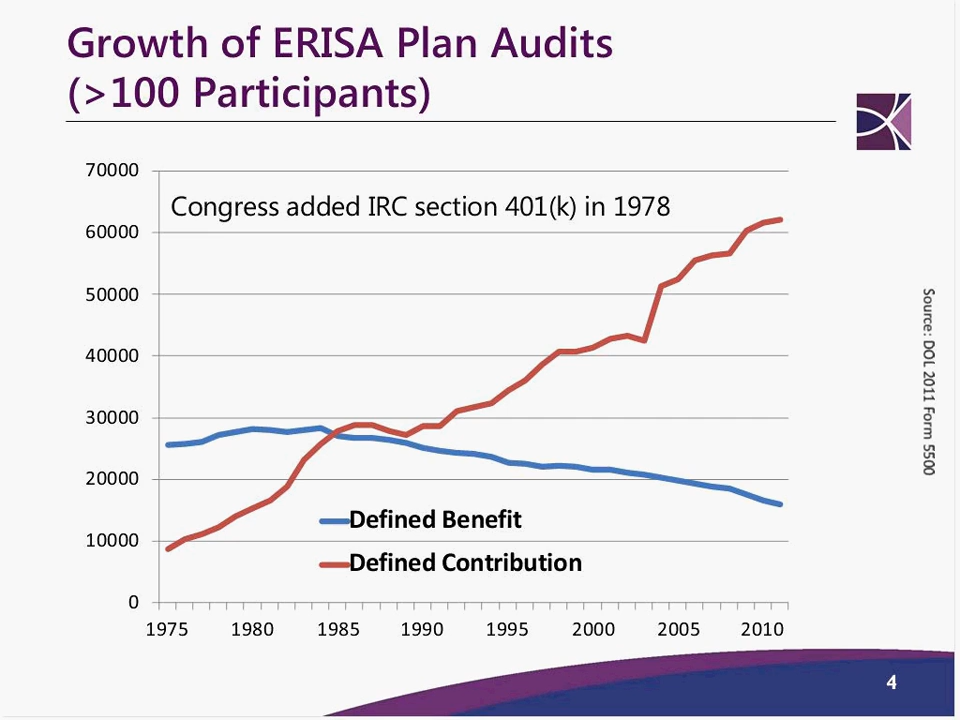 Growth of ERISA Plan Audits
(>100 Participants)
70000
Congress added IRC section 401(k) in 1978
60000
50000
40000
30000
20000
10000
0
Defined Benefit
Defined Contribution
1975 1980 1985 1990 1995 2000 2005 2010
Source: DOL 2011 Form 5500
4